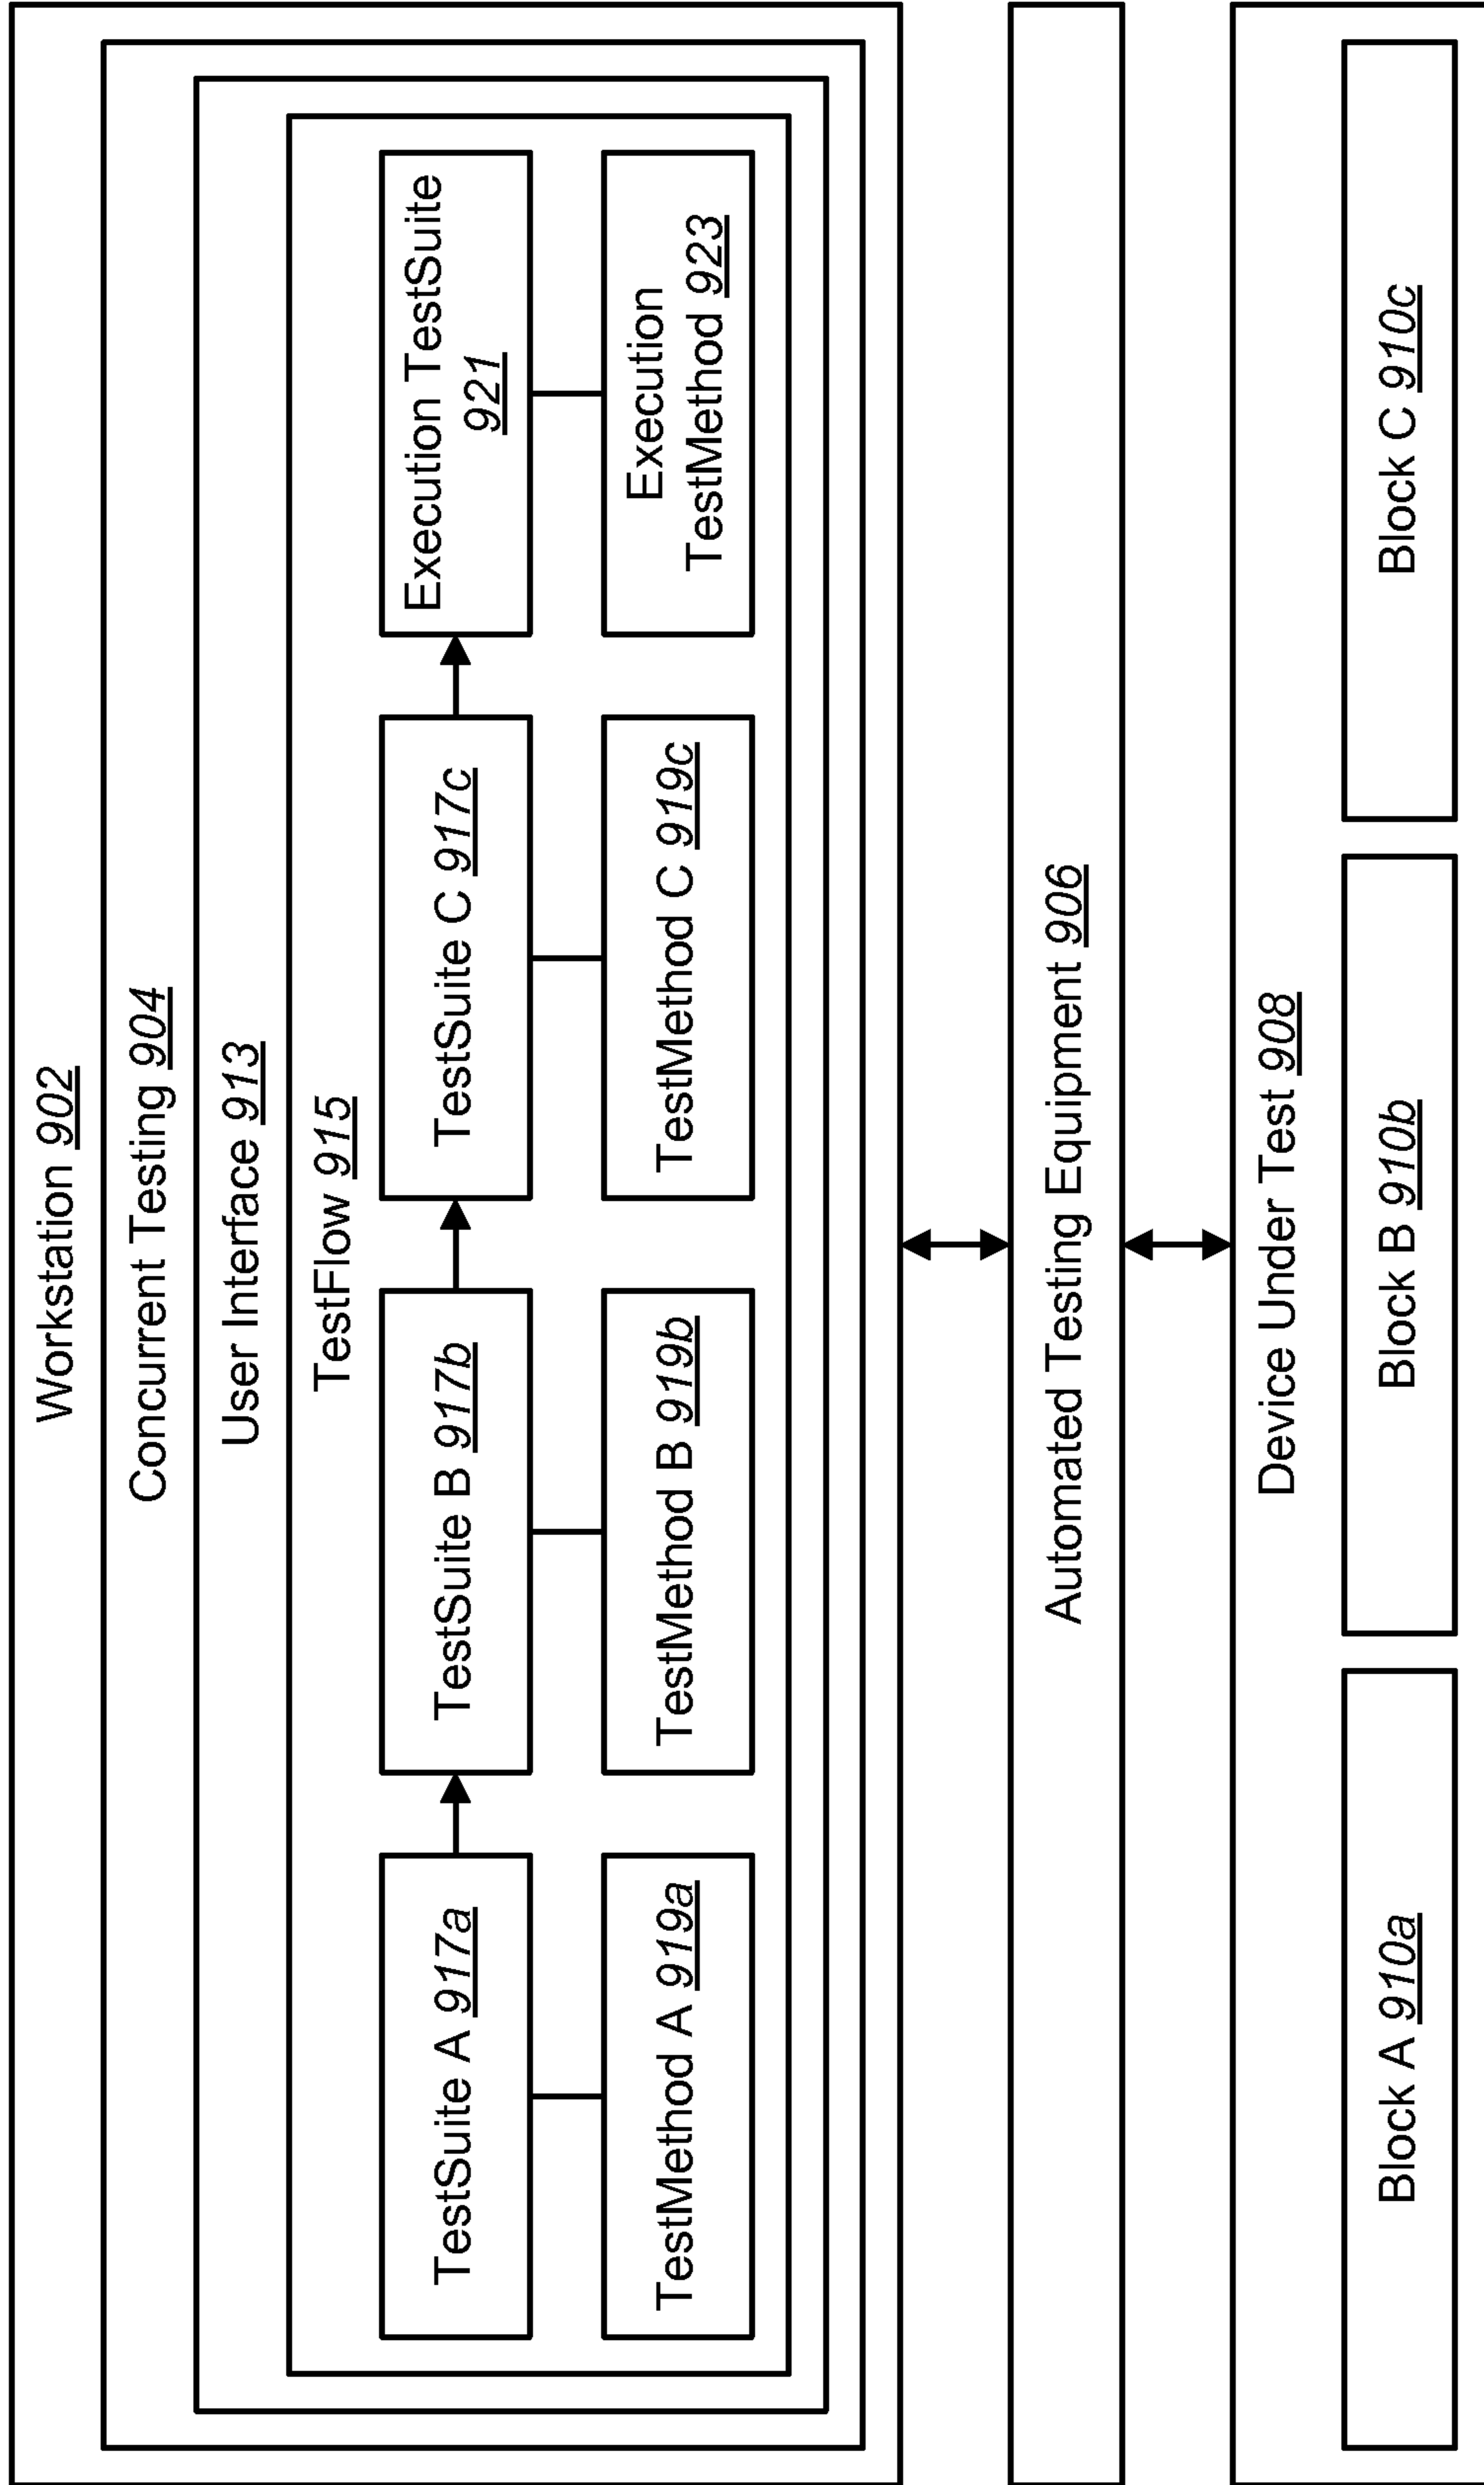 Workstation 902
Concurrent Testing 904
User Interface 913
TestFlow 915
TestSuite A 917a
TestSuite B 917b
TestSuite C 917c
Execution TestSuite
921
TestMethod A 919a
TestMethod B 919b
TestMethod C 919c
Execution
TestMethod 923
Automated Testing Equipment 906
Device Under Test 908
Block A 910a
Block B 910b
Block C 910c